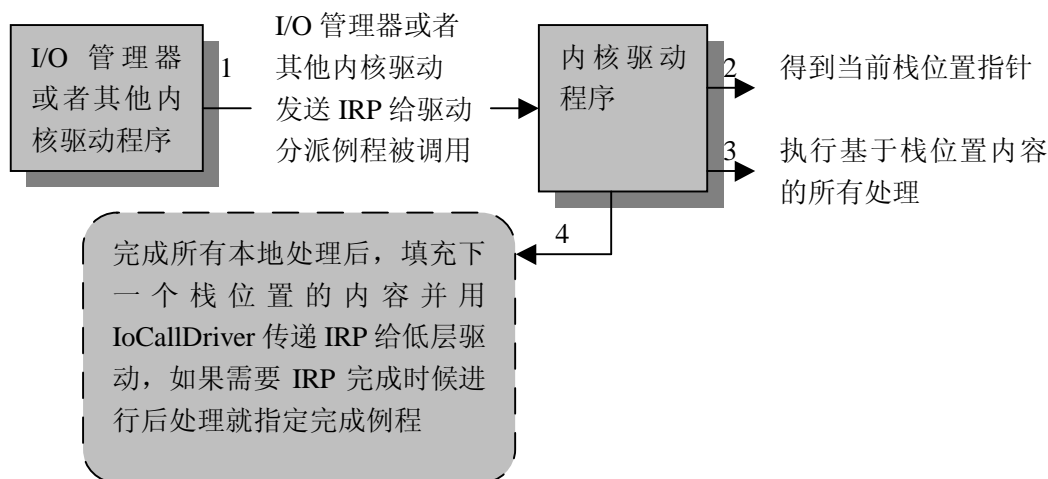 I/O 管理器
或者其他内
核驱动程序
1
I/O 管理器或者
其他内核驱动
发送 IRP 给驱动
分派例程被调用
内核驱动
程序
2
得到当前栈位置指针
3
执行基于栈位置内容
的所有处理
4
完成所有本地处理后，填充下
一个栈位置的内容并用
IoCallDriver 传递 IRP 给低层驱
动，如果需要 IRP 完成时候进
行后处理就指定完成例程